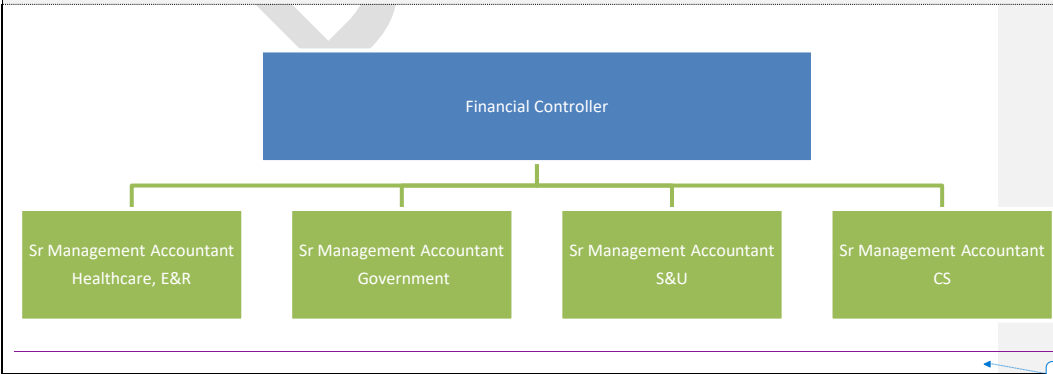 Financial Controller
Sr Management Accountant
Healthcare, E&R
Sr Management Accountant
Government
Sr Management Accountant
S&U
Sr Management Accountant
CS